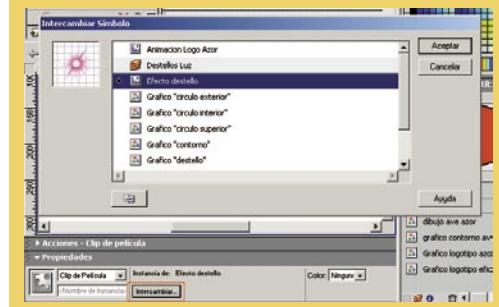 Intercambiar Símbolo
Animacion Logo Azor
Destellos Luz
Efecto destello
Grafico "circulo exterior"
Grafico "circulo interior"
Grafico "circulo superior"
Grafico "contorno"
Grafico "destello"
Aceptar
Cancelar
Ayuda
Acciones - Clip de película
Propiedades
Clip de Película
Instancia de: Efecto destello
Color: Ninguno
<Nombre de Instancia>
Intercambiar...
dibujo ave azor
grafico contorno av
Grafico logotipo azo
Grafico logotipo efic